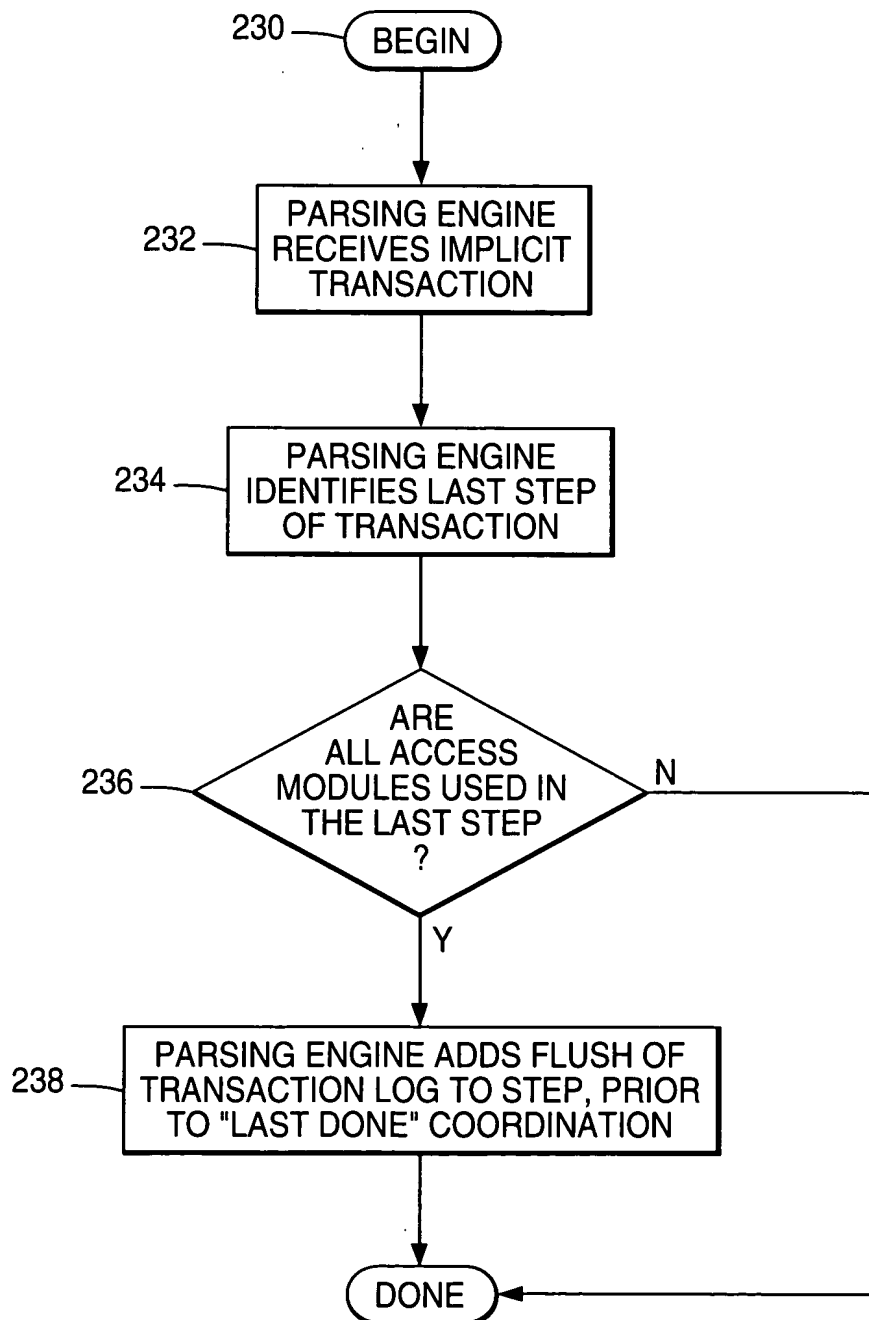 230
BEGIN
232
PARSING ENGINE
RECEIVES IMPLICIT
TRANSACTION
234
PARSING ENGINE
IDENTIFIES LAST STEP
OF TRANSACTION
236
ARE
ALL ACCESS
MODULES USED IN
THE LAST STEP
?
N
Y
238
PARSING ENGINE ADDS FLUSH OF
TRANSACTION LOG TO STEP, PRIOR
TO "LAST DONE" COORDINATION
DONE